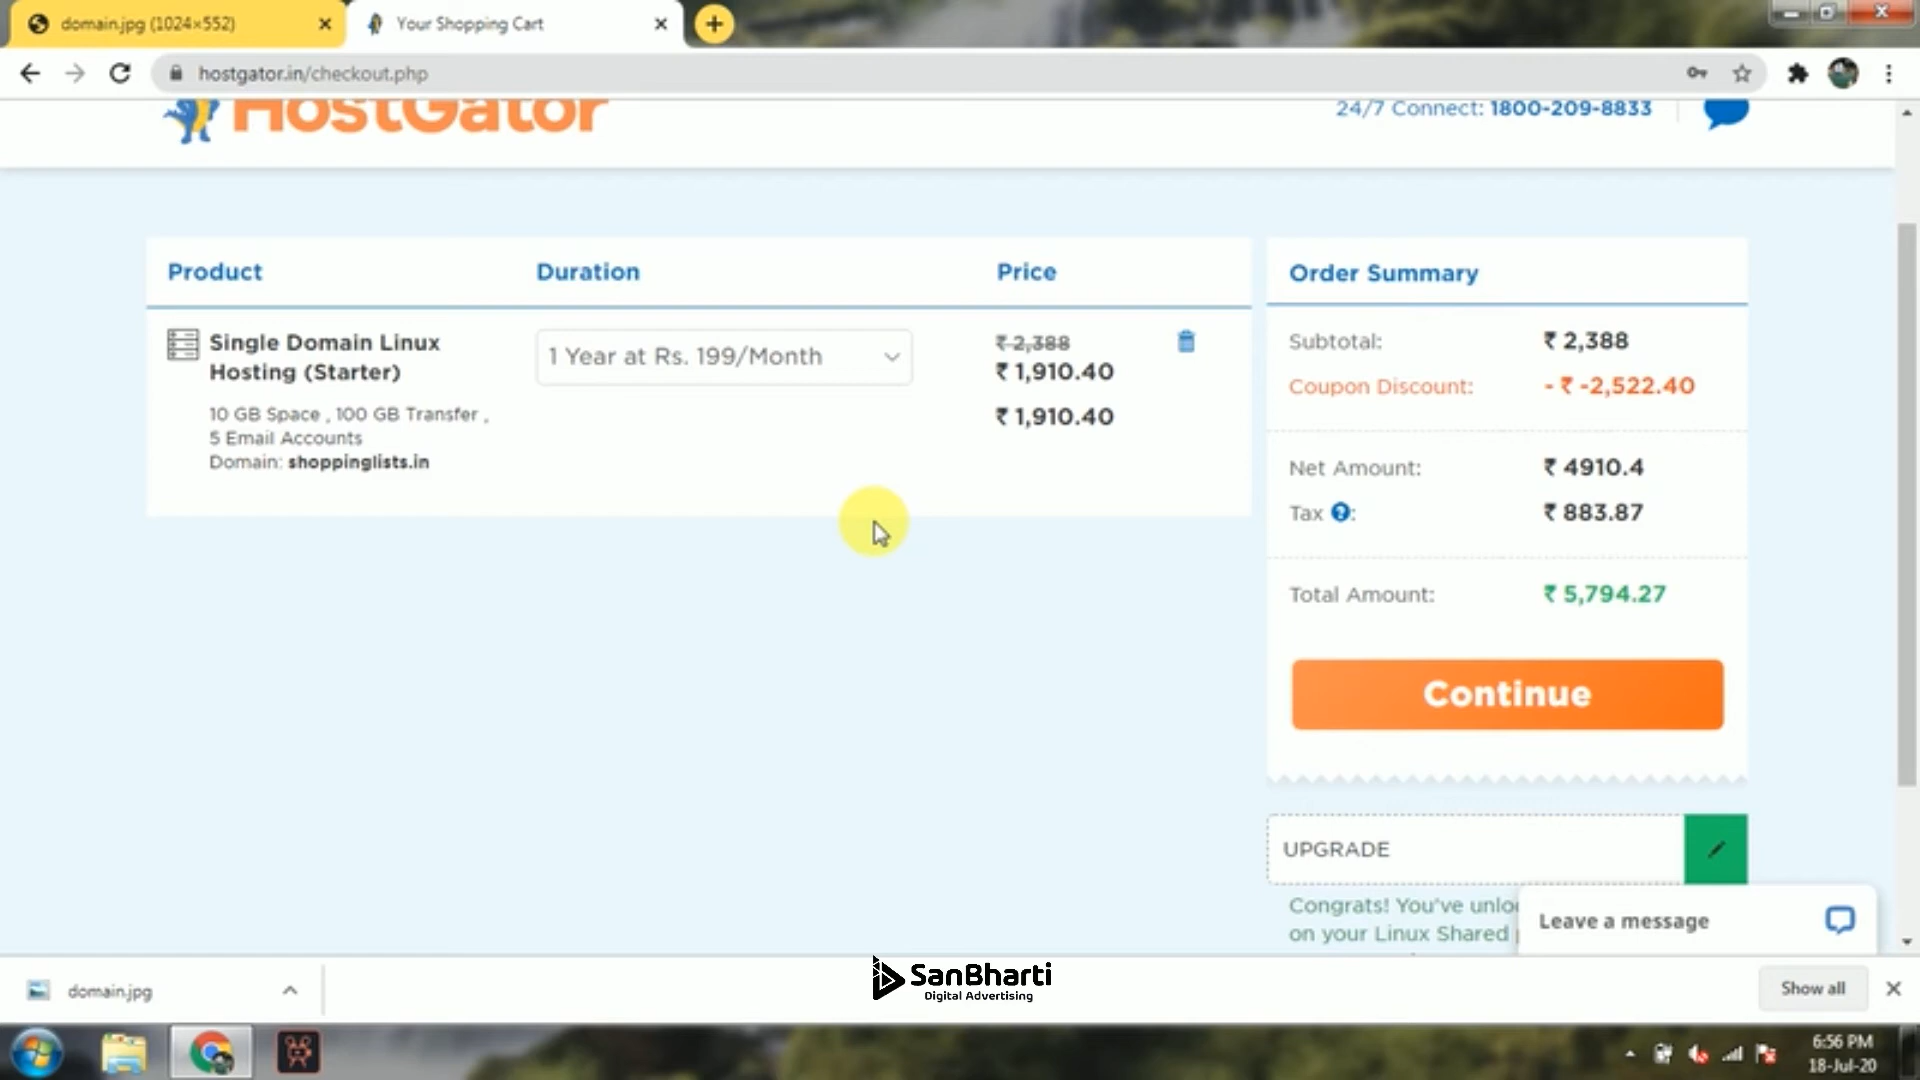 domain.jpg (1024×552)
Your Shopping Cart
hostgator.in/checkout.php
HostGator
24/7 Connect: 1800-209-8833
Product
Duration
Price
Single Domain Linux
Hosting (Starter)
1 Year at Rs. 199/Month
₹ 2,388
₹ 1,910.40
₹ 1,910.40
10 GB Space , 100 GB Transfer ,
5 Email Accounts
Domain: shoppinglists.in
Order Summary
Subtotal: ₹ 2,388
Coupon Discount: - ₹ -2,522.40
Net Amount: ₹ 4910.4
Tax ?: ₹ 883.87
Total Amount: ₹ 5,794.27
Continue
UPGRADE
Congrats! You've unlo
on your Linux Shared
Leave a message
domain.jpg
SanBharti
Digital Advertising
Show all
6:56 PM
18-Jul-20